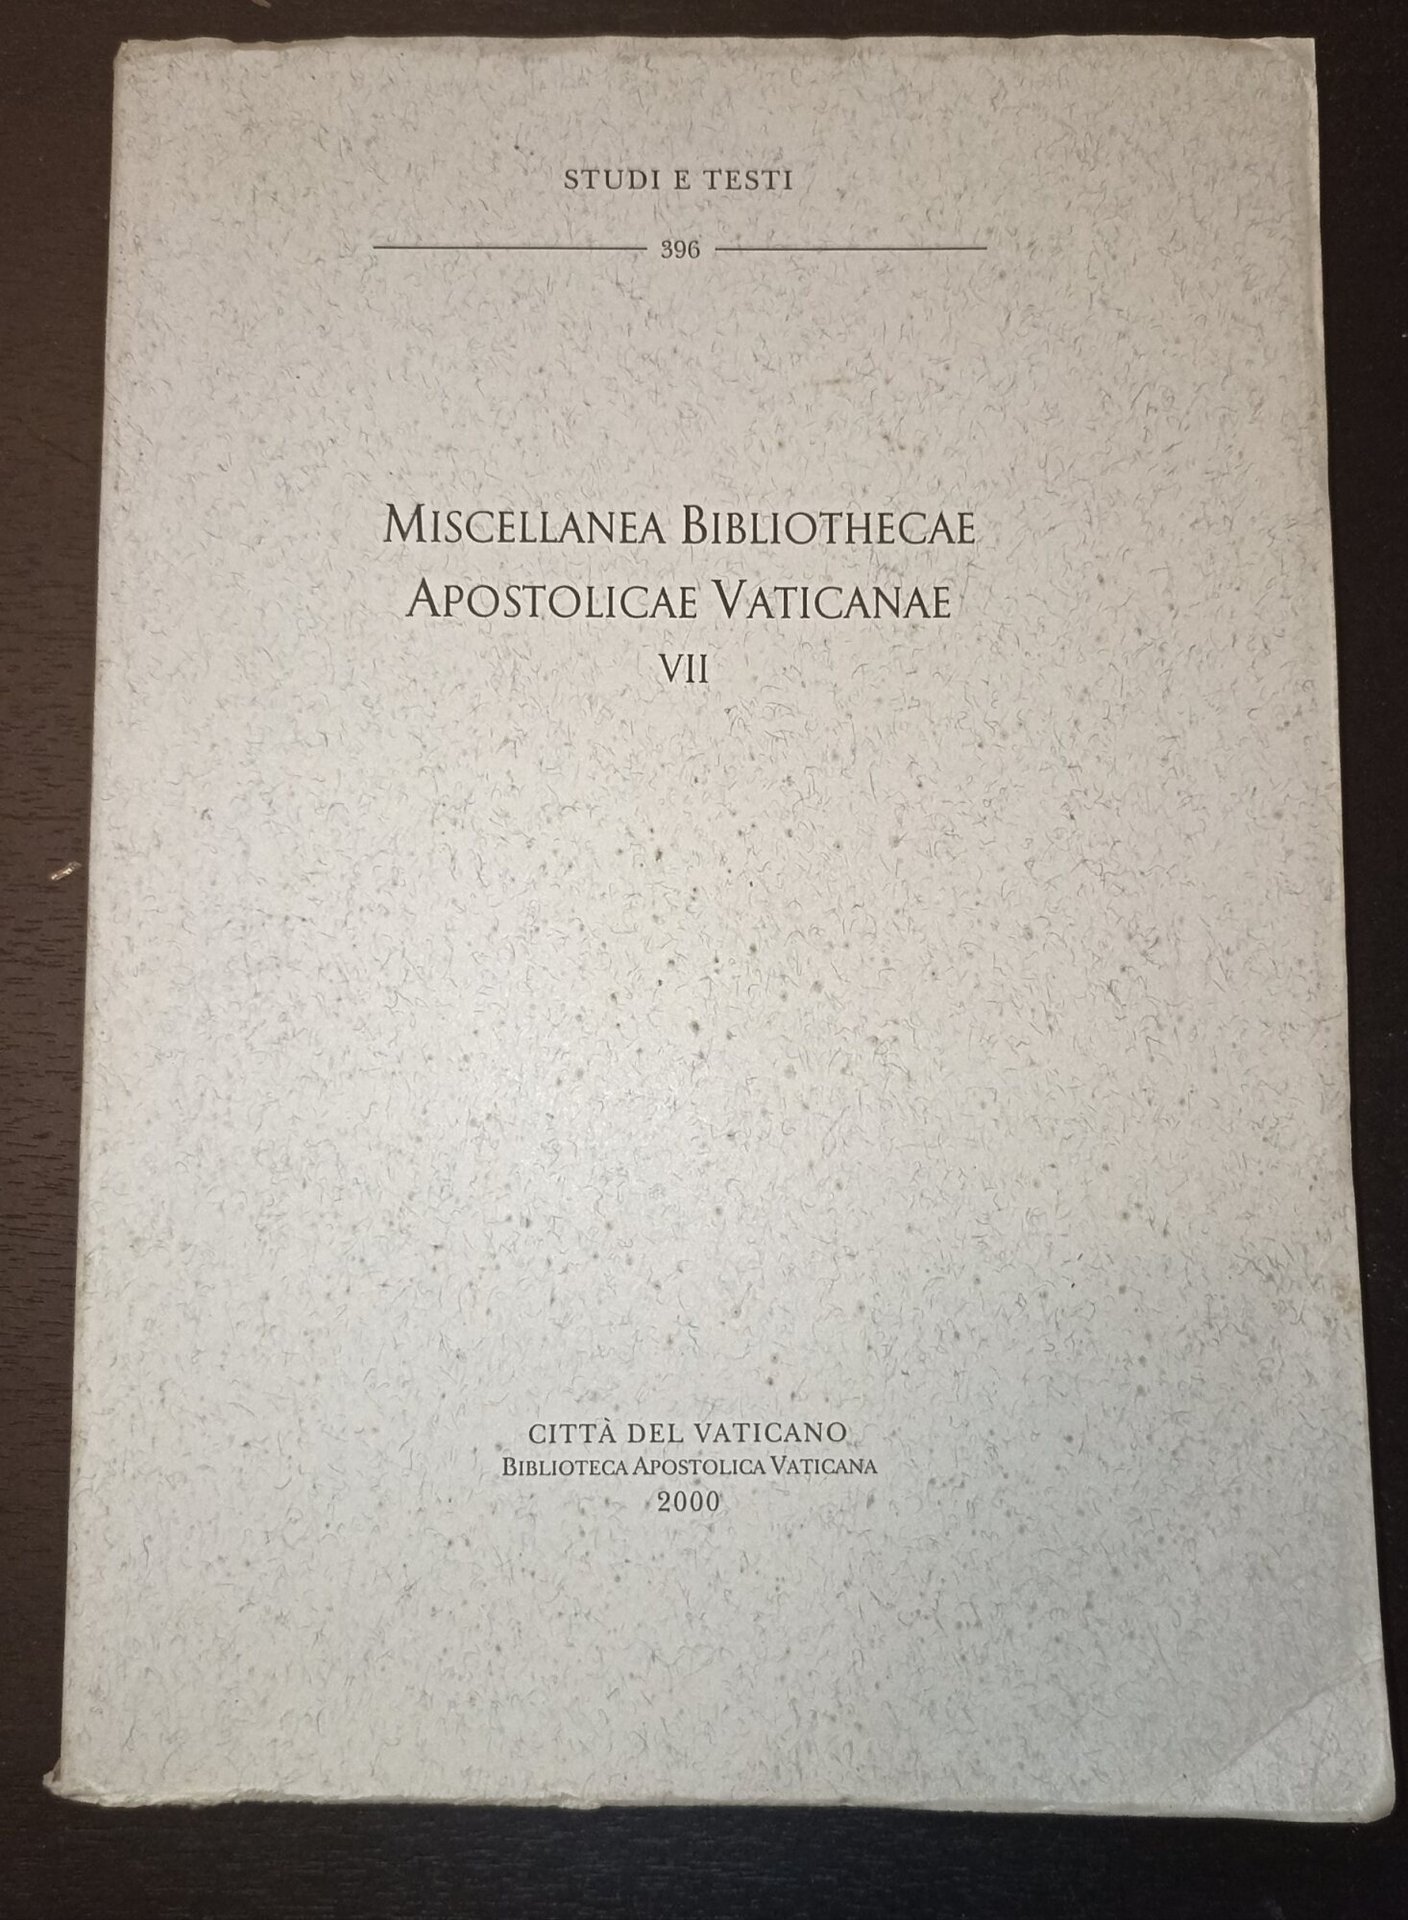 STUDI E TESTI
396
MISCELLANEA BIBLIOTHECAE
APOSTOLICAE VATICANAE
VII
CITTÀ DEL VATICANO
BIBLIOTECA APOSTOLICA VATICANA
2000